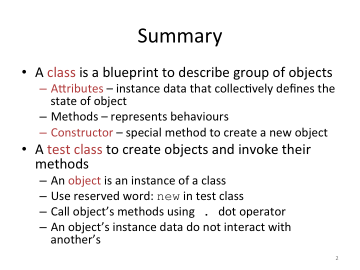 Summary
• A class is a blueprint to describe group of objects
– Attributes – instance data that collectively defines the
state of object
– Methods – represents behaviours
– Constructor – special method to create a new object
• A test class to create objects and invoke their
methods
– An object is an instance of a class
– Use reserved word: new in test class
– Call object's methods using . dot operator
– An object's instance data do not interact with
another's
2